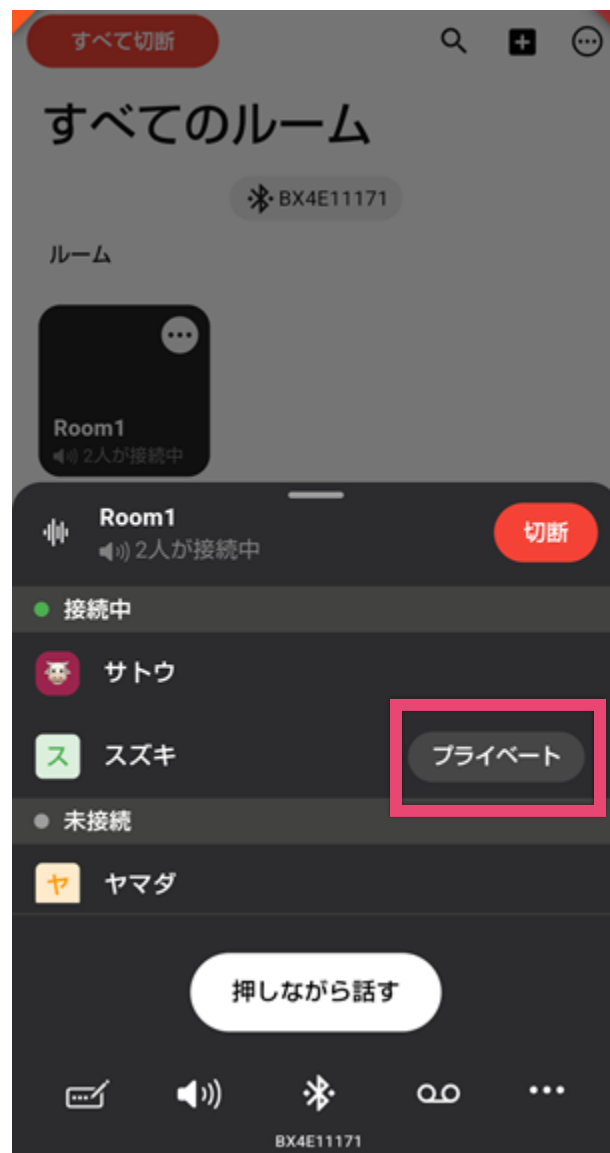 すべて切断
すべてのルーム
BX4E11171
ルーム
Room1
2人が接続中
Room1
2人が接続中
切断
接続中
サトウ
ス スズキ
プライベート
未接続
ヤ ヤマダ
押しながら話す
BX4E11171